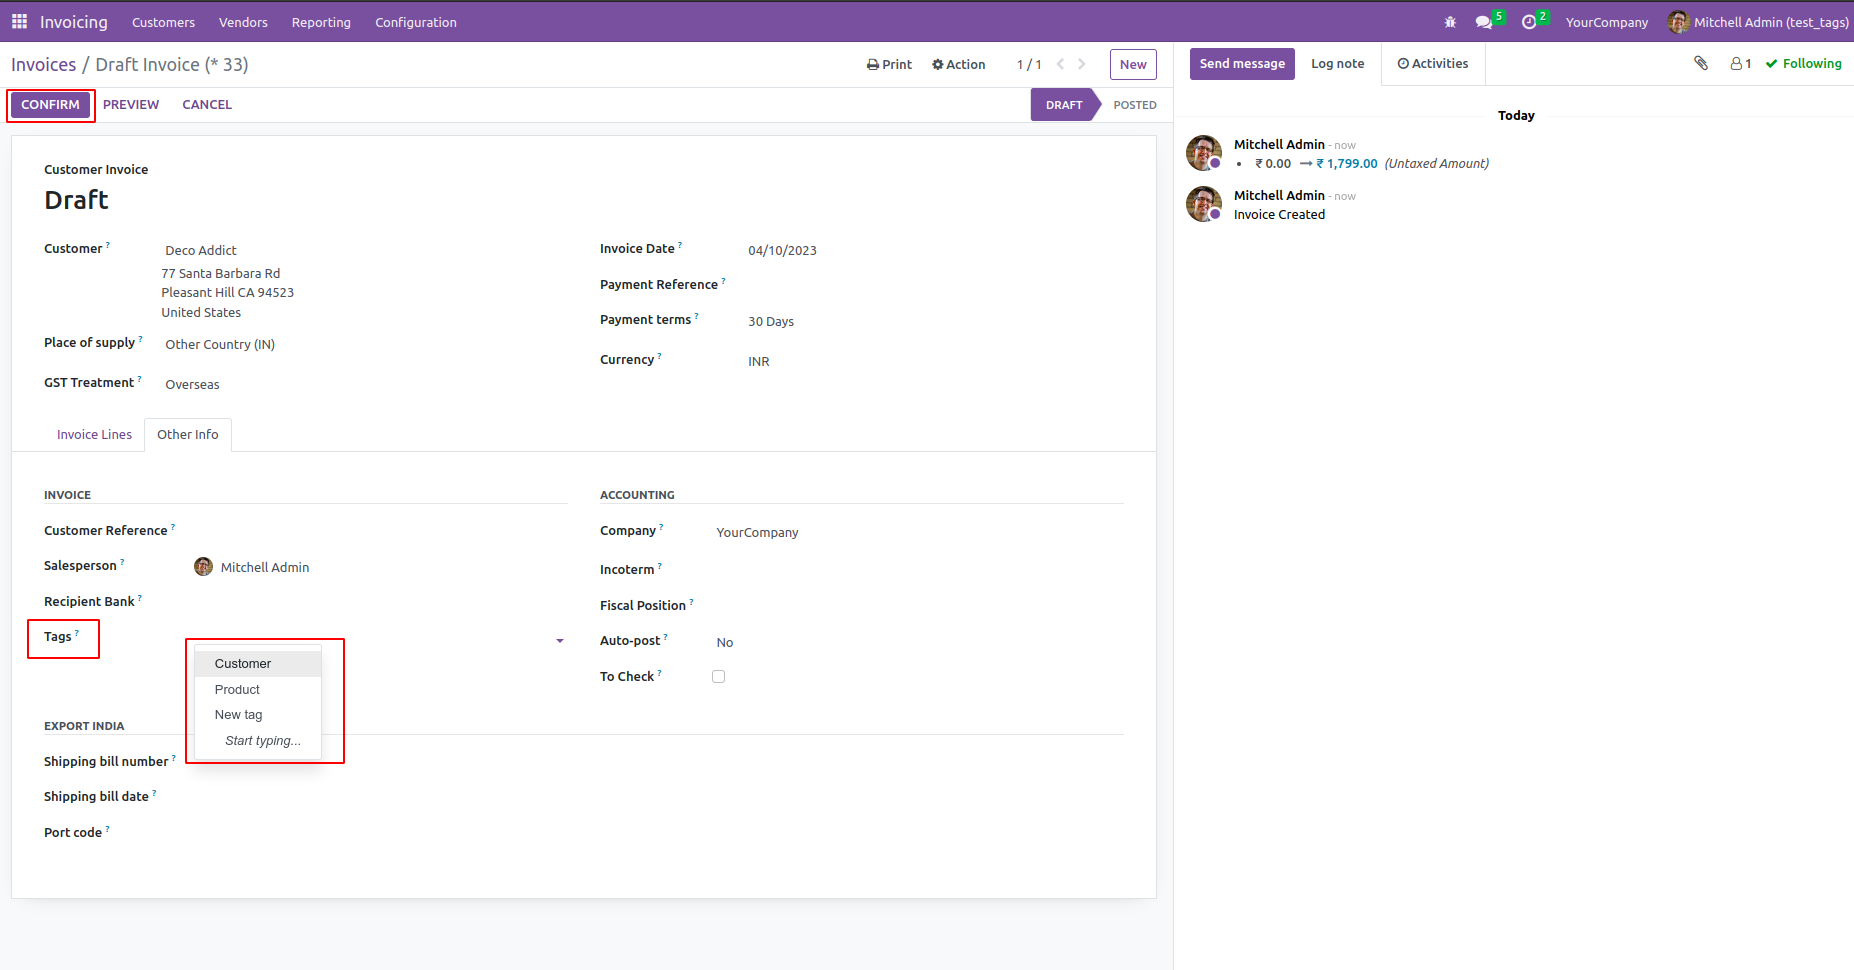 Invoicing Customers Vendors Reporting Configuration 5 2 YourCompany Mitchell Admin (test_tags)
Invoices / Draft Invoice (* 33) Print Action 1 / 1 New Send message Log note Activities 1 Following
CONFIRM PREVIEW CANCEL DRAFT POSTED
Customer Invoice
Draft
Customer ? Deco Addict
77 Santa Barbara Rd
Pleasant Hill CA 94523
United States
Place of supply ? Other Country (IN)
GST Treatment ? Overseas
Invoice Date ? 04/10/2023
Payment Reference ?
Payment terms ? 30 Days
Currency ? INR
Invoice Lines Other Info
INVOICE
Customer Reference ?
Salesperson ? Mitchell Admin
Recipient Bank ?
Tags ?
Customer
Product
New tag
Start typing...
ACCOUNTING
Company ? YourCompany
Incoterm ?
Fiscal Position ?
Auto-post ? No
To Check ?
EXPORT INDIA
Shipping bill number ?
Shipping bill date ?
Port code ?
Today
Mitchell Admin - now
• ₹ 0.00 → ₹ 1,799.00 (Untaxed Amount)
Mitchell Admin - now
Invoice Created